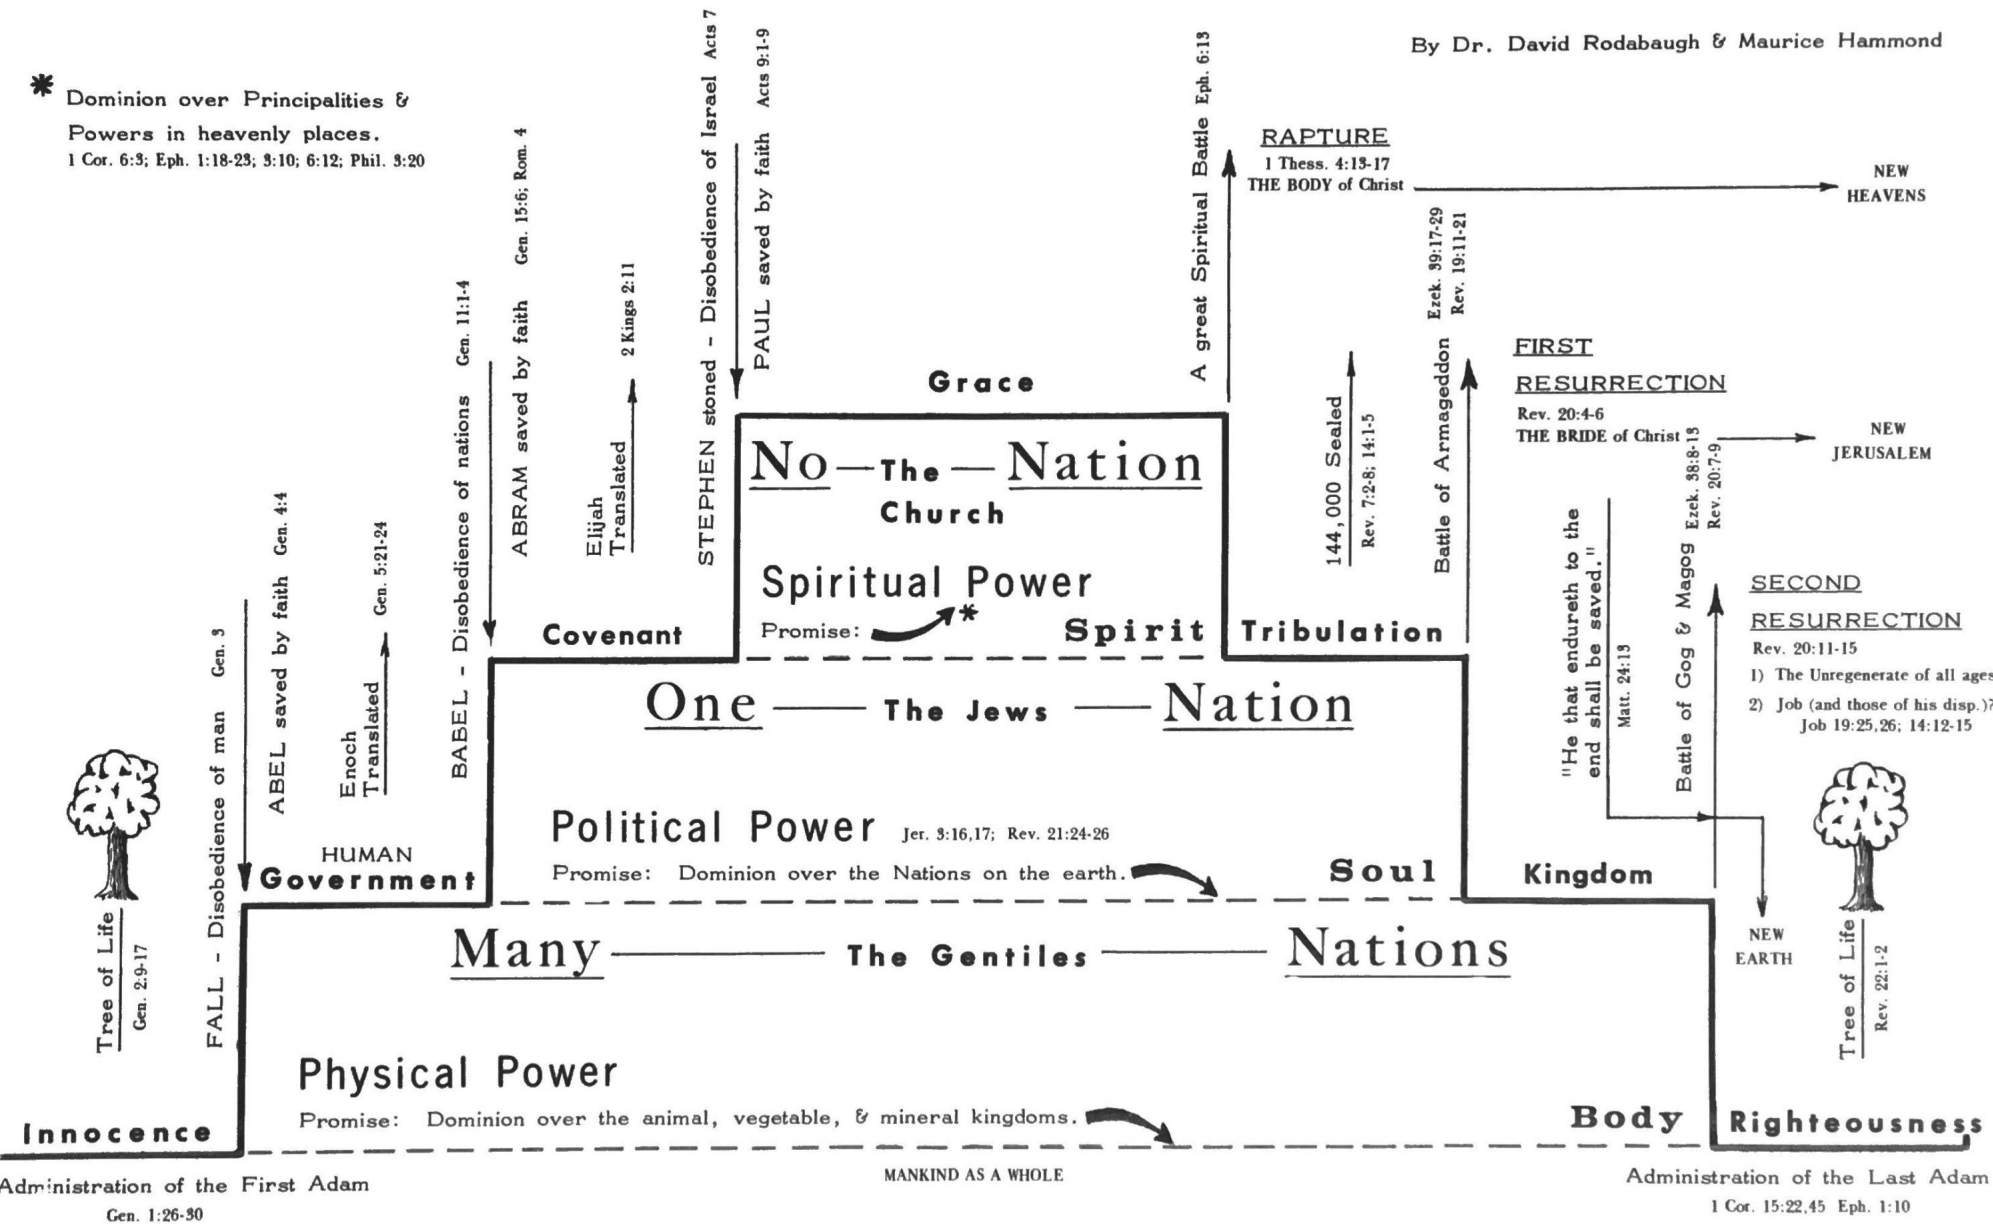 By Dr. David Rodabaugh & Maurice Hammond
* Dominion over Principalities &
Powers in heavenly places.
1 Cor. 6:3; Eph. 1:18-23; 3:10; 6:12; Phil. 3:20
Tree of Life
Gen. 2:9-17
FALL - Disobedience of man Gen. 3
ABEL saved by faith Gen. 4:4
Enoch
Translated
Gen. 5:21-24
BABEL - Disobedience of nations Gen. 11:1-4
ABRAM saved by faith Gen. 15:6; Rom. 4
Elijah
Translated
2 Kings 2:11
STEPHEN stoned - Disobedience of Israel Acts 7
PAUL saved by faith Acts 9:1-9
A great Spiritual Battle Eph. 6:13
RAPTURE
1 Thess. 4:13-17
THE BODY of Christ
NEW
HEAVENS
144,000 Sealed
Rev. 7:2-8; 14:1-5
Battle of Armageddon
Ezek. 39:17-29
Rev. 19:11-21
FIRST
RESURRECTION
Rev. 20:4-6
THE BRIDE of Christ
NEW
JERUSALEM
"He that endureth to the
end shall be saved."
Matt. 24:13
Battle of Gog & Magog
Ezek. 38:8-13
Rev. 20:7-9
SECOND
RESURRECTION
Rev. 20:11-15
1) The Unregenerate of all ages
2) Job (and those of his disp.)?
Job 19:25,26; 14:12-15
NEW
EARTH
Tree of Life
Rev. 22:1-2
Grace
No The Nation
Church
Spiritual Power
Promise: *
Spirit
Covenant
Tribulation
One The Jews Nation
Political Power Jer. 3:16,17; Rev. 21:24-26
Promise: Dominion over the Nations on the earth.
Soul
HUMAN
Government
Kingdom
Many The Gentiles Nations
Physical Power
Promise: Dominion over the animal, vegetable, & mineral kingdoms.
Body
Innocence
Righteousness
MANKIND AS A WHOLE
Administration of the First Adam
Gen. 1:26-30
Administration of the Last Adam
1 Cor. 15:22,45 Eph. 1:10